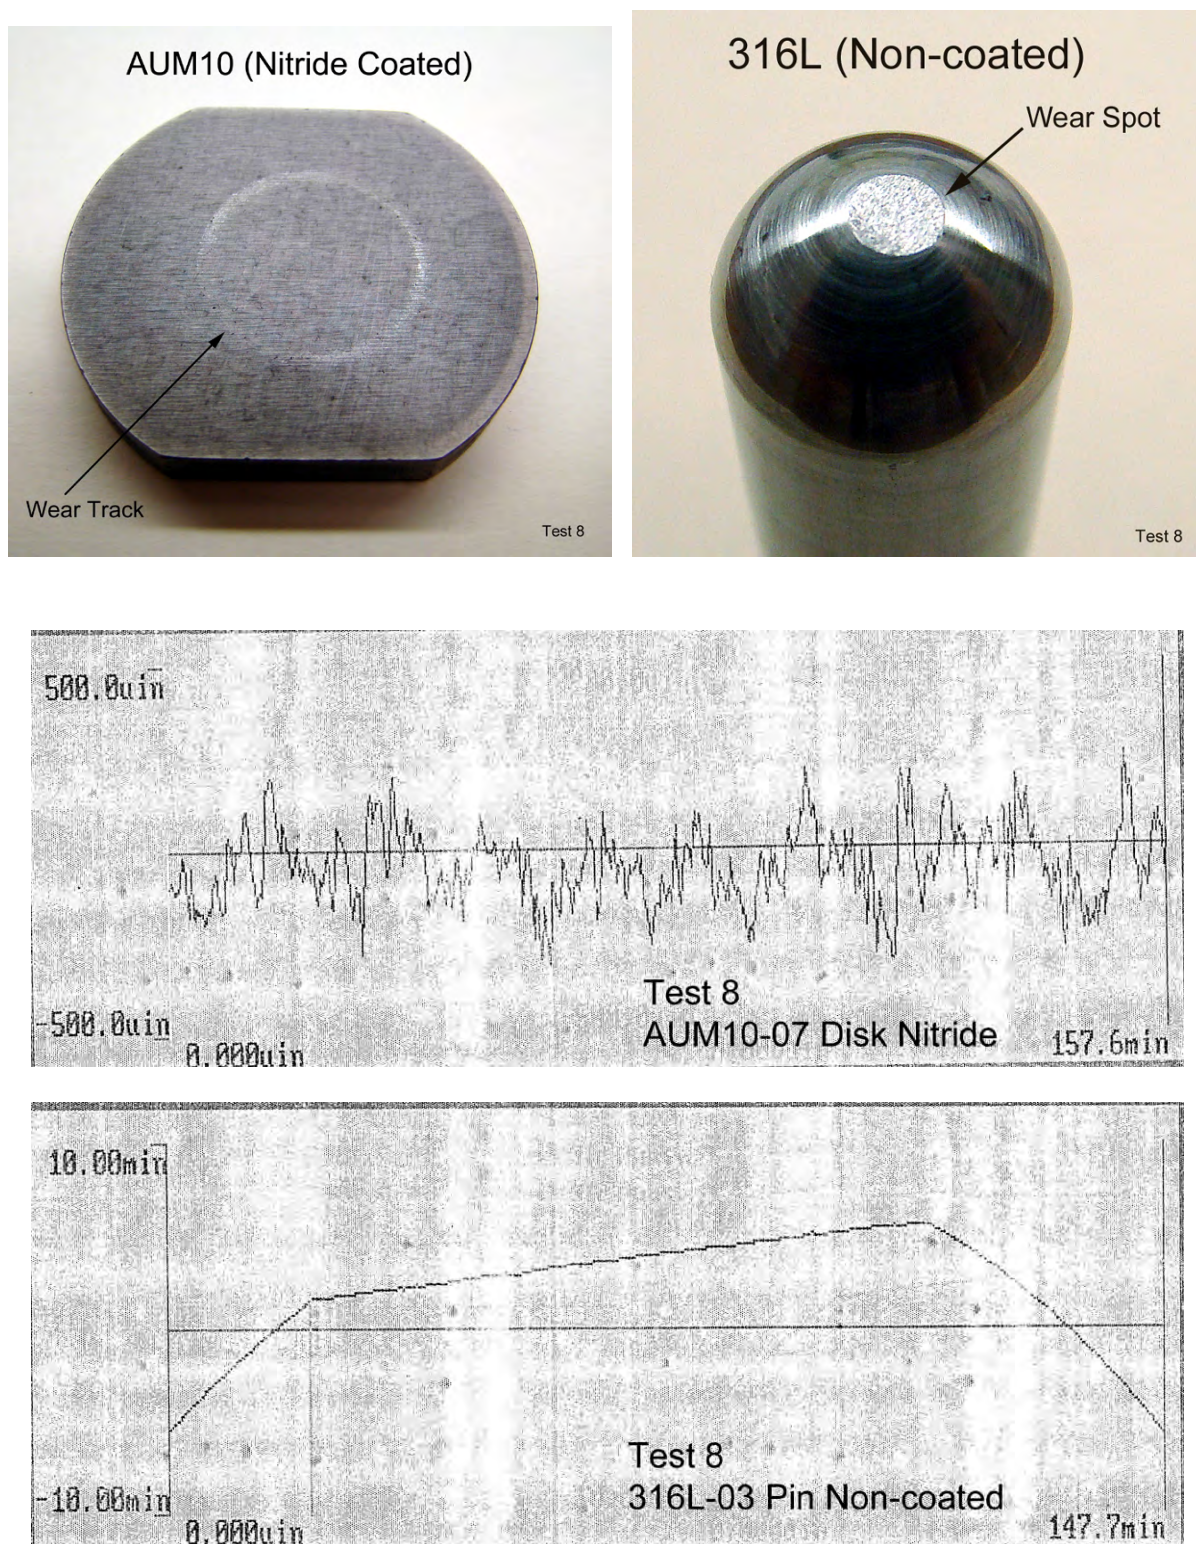 AUM10 (Nitride Coated)
Wear Track
Test 8
316L (Non-coated)
Wear Spot
Test 8
500.0uin
-500.0uin
0.000uin
Test 8
AUM10-07 Disk Nitride
157.6min
10.00min
-10.00min
0.000uin
Test 8
316L-03 Pin Non-coated
147.7min